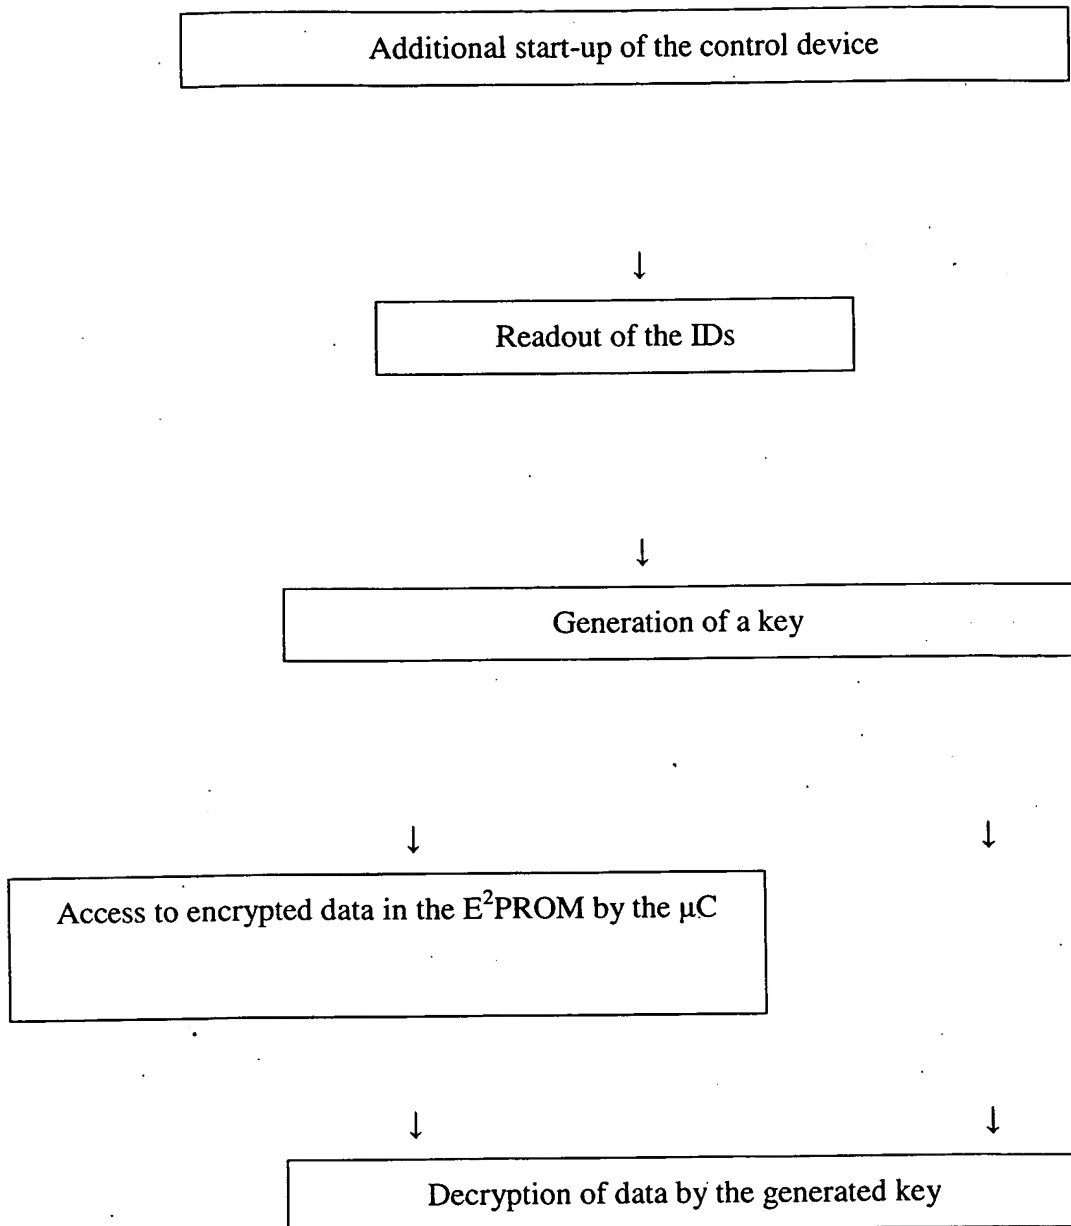 Additional start-up of the control device
↓
Readout of the IDs
↓
Generation of a key
↓ ↓
Access to encrypted data in the E²PROM by the µC
↓ ↓
Decryption of data by the generated key